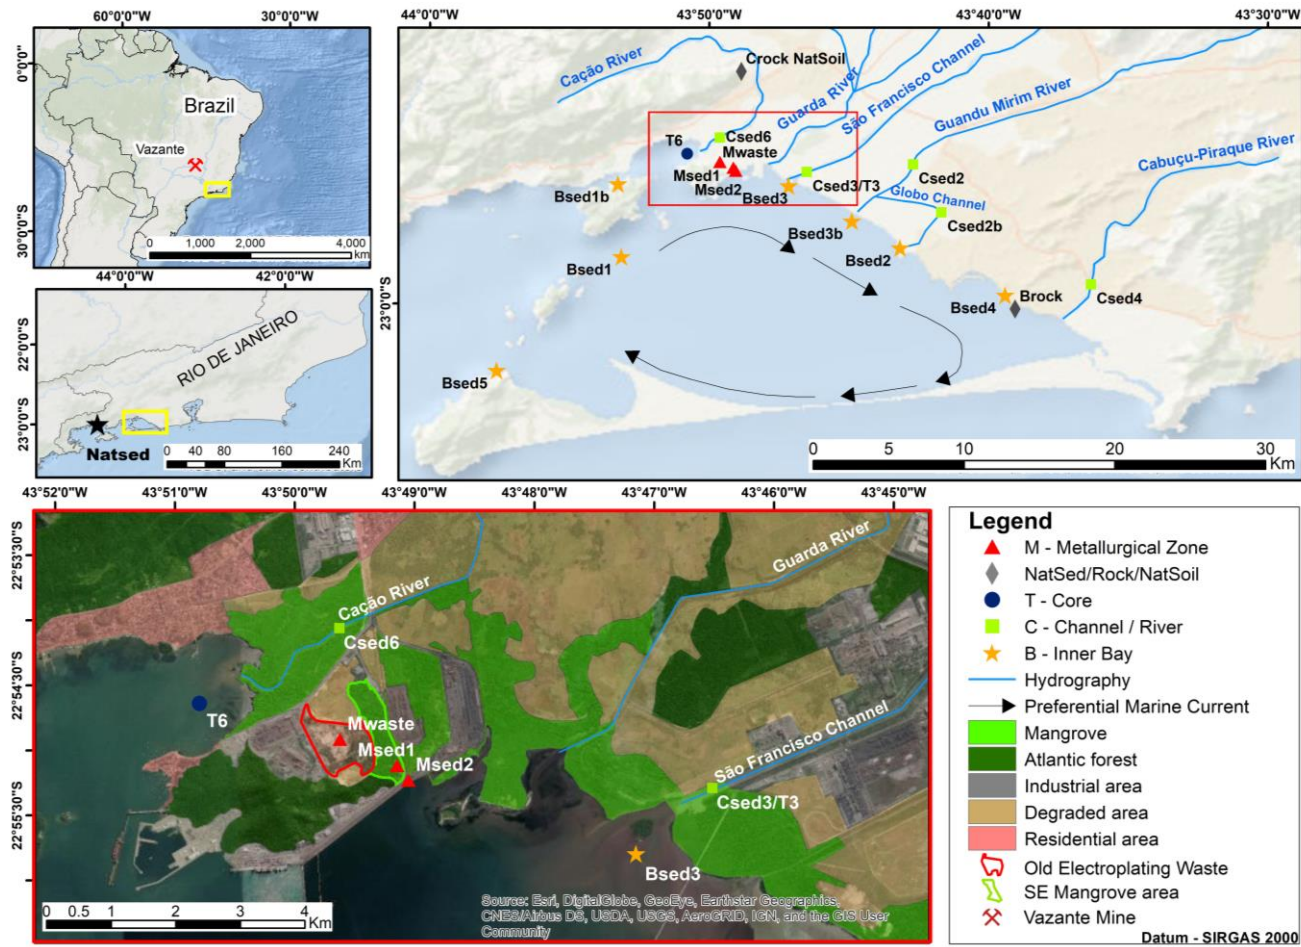 60°0'0"W 30°0'0"W
0°0'0"
30°0'0"S
Brazil
Vazante
0 1,000 2,000 4,000
km
44°0'0"W 42°0'0"W
22°0'0"S
23°0'0"S
RIO DE JANEIRO
Natsed
0 40 80 160 240
Km
44°0'W 43°50'W 43°40'W 43°30'W
23°0'0"S
Cação River
Crock NatSoil
Guarda River
São Francisco Channel
Guandu Mirim River
Cabuçu-Piraque River
T6
Csed6
Mwaste
Msed1
Msed2
Bsed3
Csed3/T3
Csed2
Globo Channel
Csed2b
Bsed1b
Bsed3b
Bsed2
Bsed1
Bsed4
Brock
Csed4
Bsed5
0 5 10 20 30
Km
43°52'0"W 43°51'0"W 43°50'0"W 43°49'0"W 43°48'0"W 43°47'0"W 43°46'0"W 43°45'0"W
22°53'30"S
22°54'30"S
22°55'30"S
Cação River
Guarda River
Csed6
T6
Mwaste
Msed1
Msed2
São Francisco Channel
Csed3/T3
Bsed3
0 0.5 1 2 3 4
Km
Source: Esri, DigitalGlobe, GeoEye, Earthstar Geographics,
CNES/Airbus DS, USDA, USGS, AeroGRID, IGN, and the GIS User
Community
Legend
M - Metallurgical Zone
NatSed/Rock/NatSoil
T - Core
C - Channel / River
B - Inner Bay
Hydrography
Preferential Marine Current
Mangrove
Atlantic forest
Industrial area
Degraded area
Residential area
Old Electroplating Waste
SE Mangrove area
Vazante Mine
Datum - SIRGAS 2000